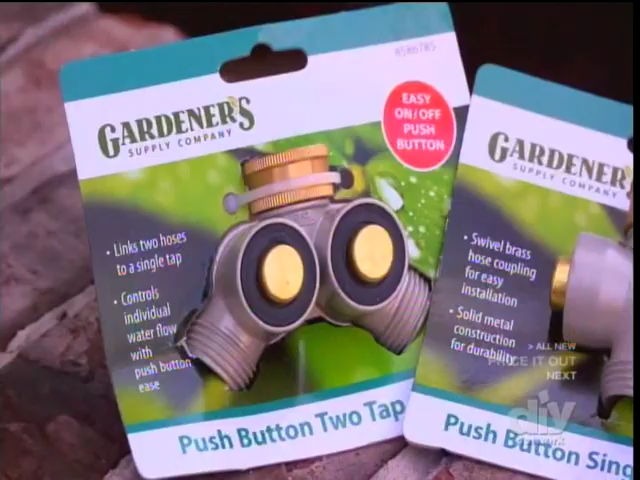 8586785
GARDENER'S
SUPPLY COMPANY
EASY
ON/OFF
PUSH
BUTTON
• Links two hoses
to a single tap
• Controls
individual
water flow
with
push button
ease
Push Button Two Tap
GARDENER'S
SUPPLY COMPANY
• Swivel brass
hose coupling
for easy
installation
• Solid metal
construction
for durability
Push Button Sing
> ALL NEW
PRICE IT OUT
NEXT
diy
network